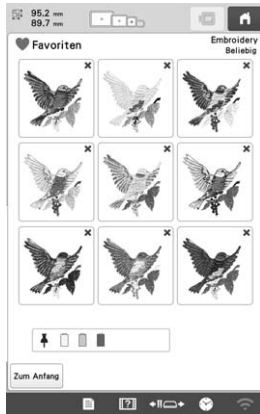 95.2 mm
89.7 mm
Favoriten
Embroidery
Beliebig
Zum Anfang